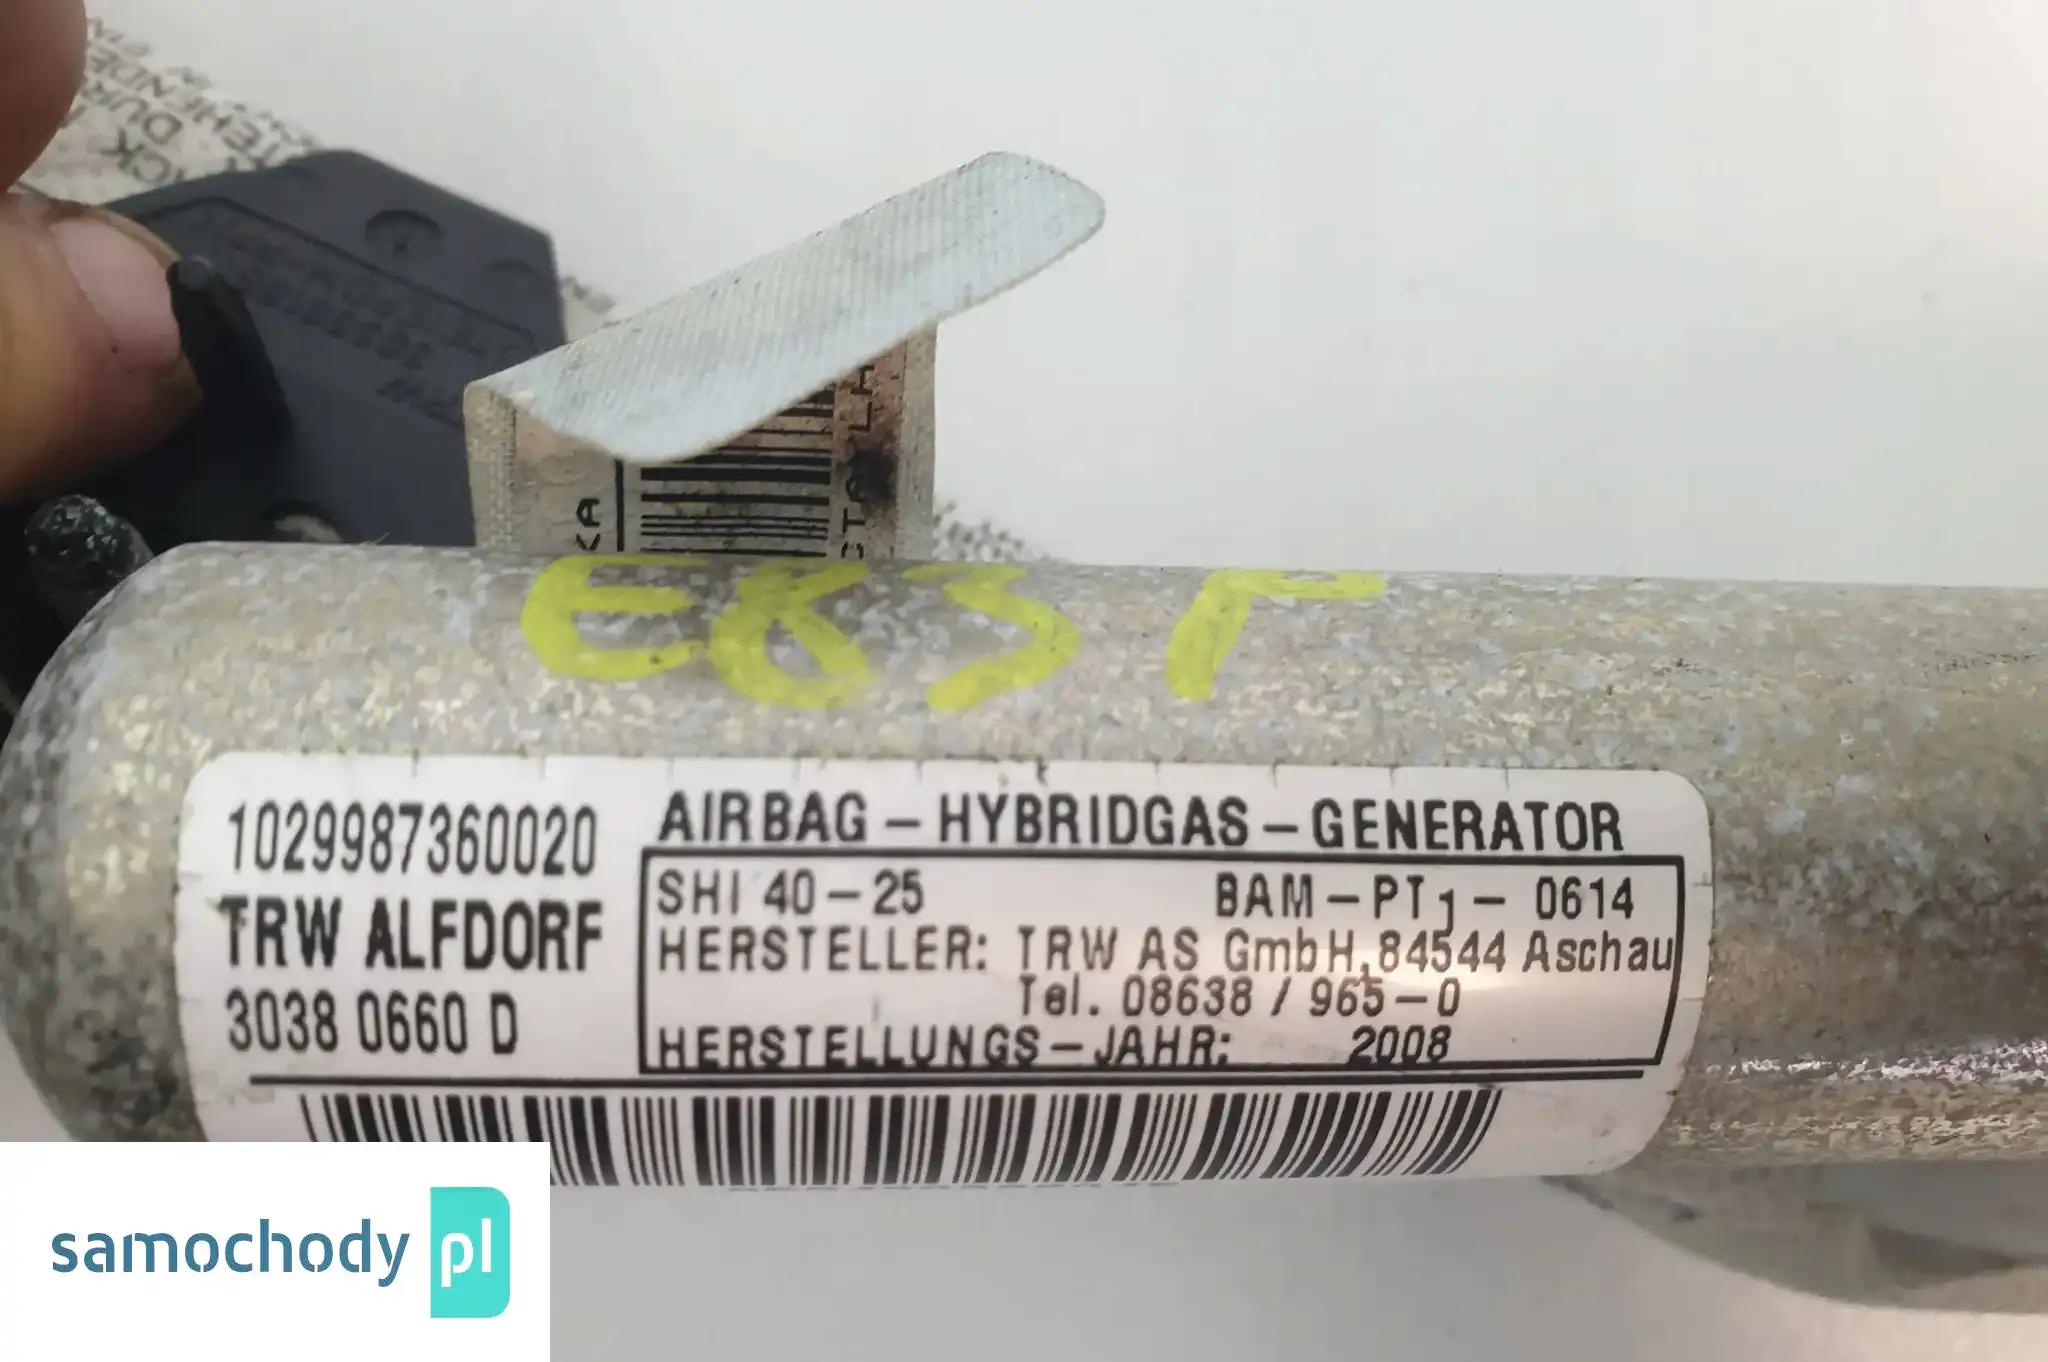 E83 P
1029987360020
TRW ALFDORF
3038 0660 D
AIRBAG – HYBRIDGAS – GENERATOR
SHI 40 – 25 BAM – PT1 – 0614
HERSTELLER: TRW AS GmbH, 84544 Aschau
Tel. 08638 / 965 – 0
HERSTELLUNGS – JAHR: 2008
samochody pl